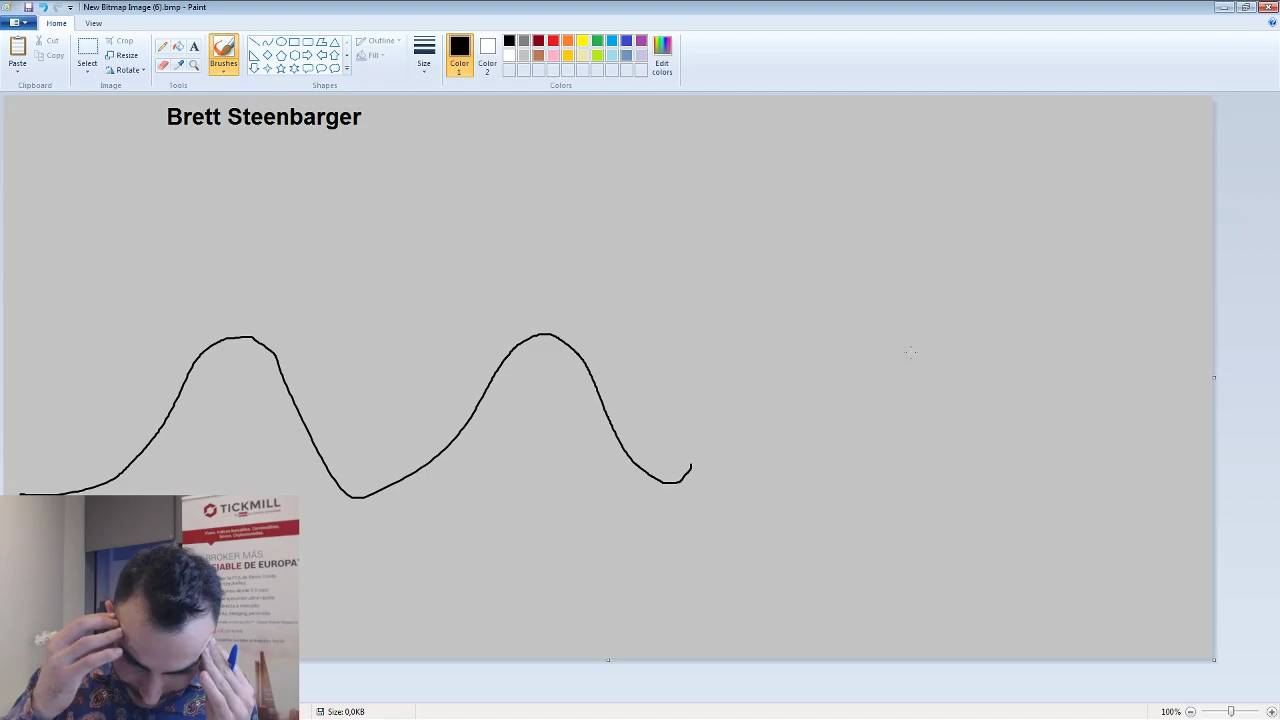 New Bitmap Image (6).bmp - Paint
Home
View
Paste
Cut
Copy
Clipboard
Select
Crop
Resize
Rotate
Image
A
Tools
Brushes
Shapes
Outline
Fill
Size
Color
1
Color
2
Edit
colors
Colors
Brett Steenbarger
TICKMILL
BROKER MÁS
FIABLE DE EUROPA
Size: 0,0KB
100%